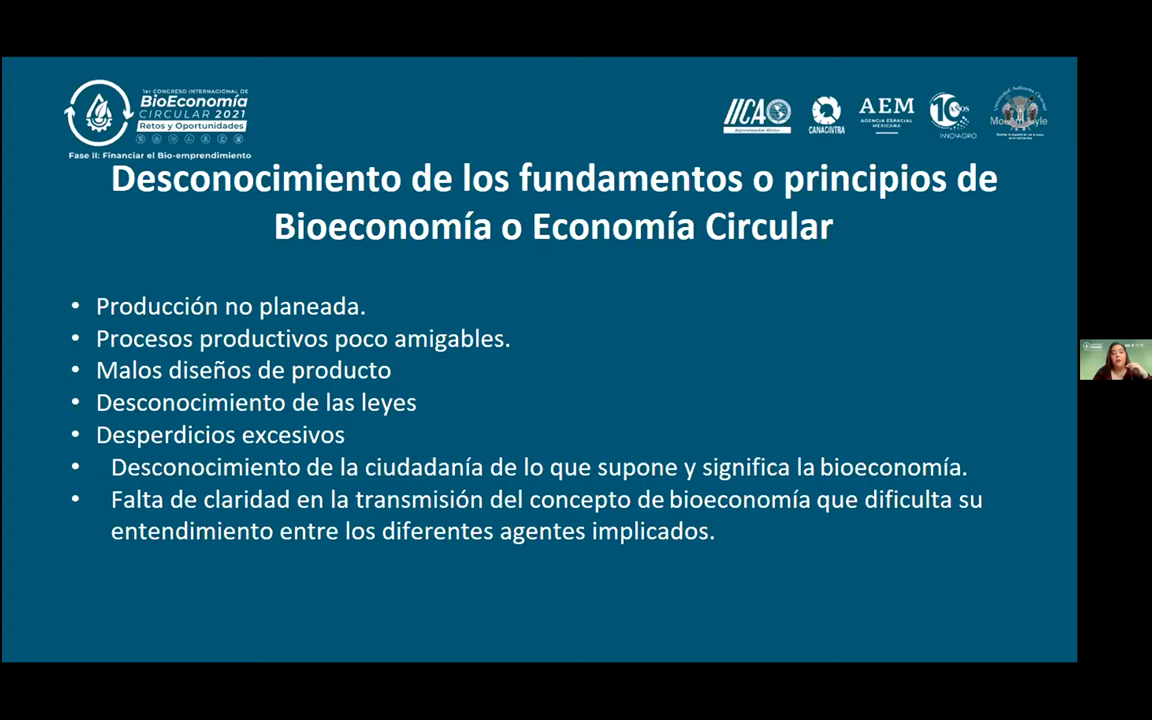 1er CONGRESO INTERNACIONAL DE
BioEconomía
CIRCULAR 2021
Retos y Oportunidades
Fase II: Financiar el Bio-emprendimiento
IICA
CANACINTRA
AEM
AGENCIA ESPACIAL
MEXICANA
10 AÑOS
INNOVAGRO
Desconocimiento de los fundamentos o principios de
Bioeconomía o Economía Circular
• Producción no planeada.
• Procesos productivos poco amigables.
• Malos diseños de producto
• Desconocimiento de las leyes
• Desperdicios excesivos
• Desconocimiento de la ciudadanía de lo que supone y significa la bioeconomía.
• Falta de claridad en la transmisión del concepto de bioeconomía que dificulta su
entendimiento entre los diferentes agentes implicados.